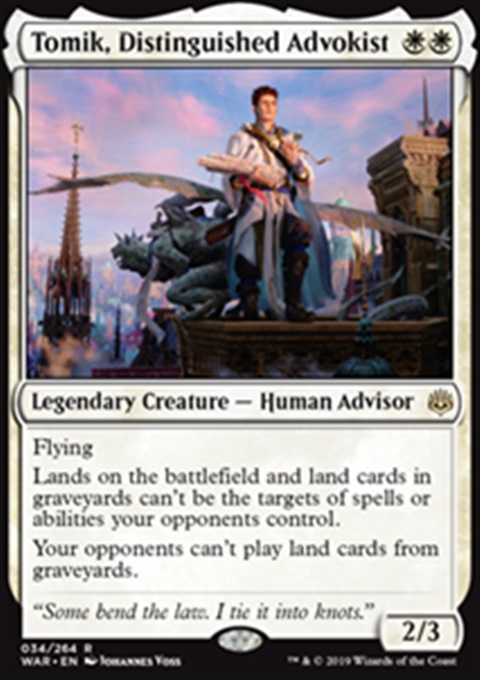 Tomik, Distinguished Advokist
Legendary Creature — Human Advisor
Flying
Lands on the battlefield and land cards in
graveyards can't be the targets of spells or
abilities your opponents control.
Your opponents can't play land cards from
graveyards.
“Some bend the law. I tie it into knots.”
2/3
034/264 R
WAR • EN Johannes Voss
™ & © 2019 Wizards of the Coast